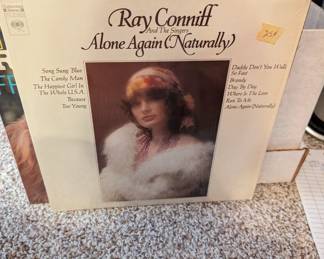 Ray Conniff
And The Singers
Alone Again (Naturally)
Song Sung Blue
The Candy Man
The Happiest Girl In
The Whole U.S.A.
Too Young
Daddy Don't You Walk
So Fast
Brandy
Day By Day
Where Is The Love
Run To Me
Alone Again (Naturally)